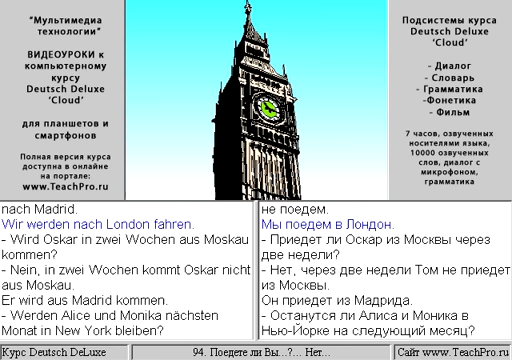 "Мультимедиа
технологии"
ВИДЕОУРОКИ к
компьютерному
курсу
Deutsch Deluxe
'Cloud'
для планшетов и
смартфонов
Полная версия курса
доступна в онлайне
на портале:
www.TeachPro.ru
Подсистемы курса
Deutsch Deluxe
'Cloud'
- Диалог
- Словарь
- Грамматика
-Фонетика
- Фильм
7 часов, озвученных
носителями языка,
10000 озвученных
слов, диалог с
микрофоном,
грамматика
nach Madrid.
Wir werden nach London fahren.
- Wird Oskar in zwei Wochen aus Moskau
kommen?
- Nein, in zwei Wochen kommt Oskar nicht
aus Moskau.
Er wird aus Madrid kommen.
- Werden Alice und Monika nächsten
Monat in New York bleiben?
не поедем.
Мы поедем в Лондон.
- Приедет ли Оскар из Москвы через
две недели?
- Нет, через две недели Том не приедет
из Москвы.
Он приедет из Мадрида.
- Останутся ли Алиса и Моника в
Нью-Йорке на следующий месяц?
Курс Deutsch DeLuxe
94. Поедете ли Вы...?... Нет...
Сайт www.TeachPro.ru